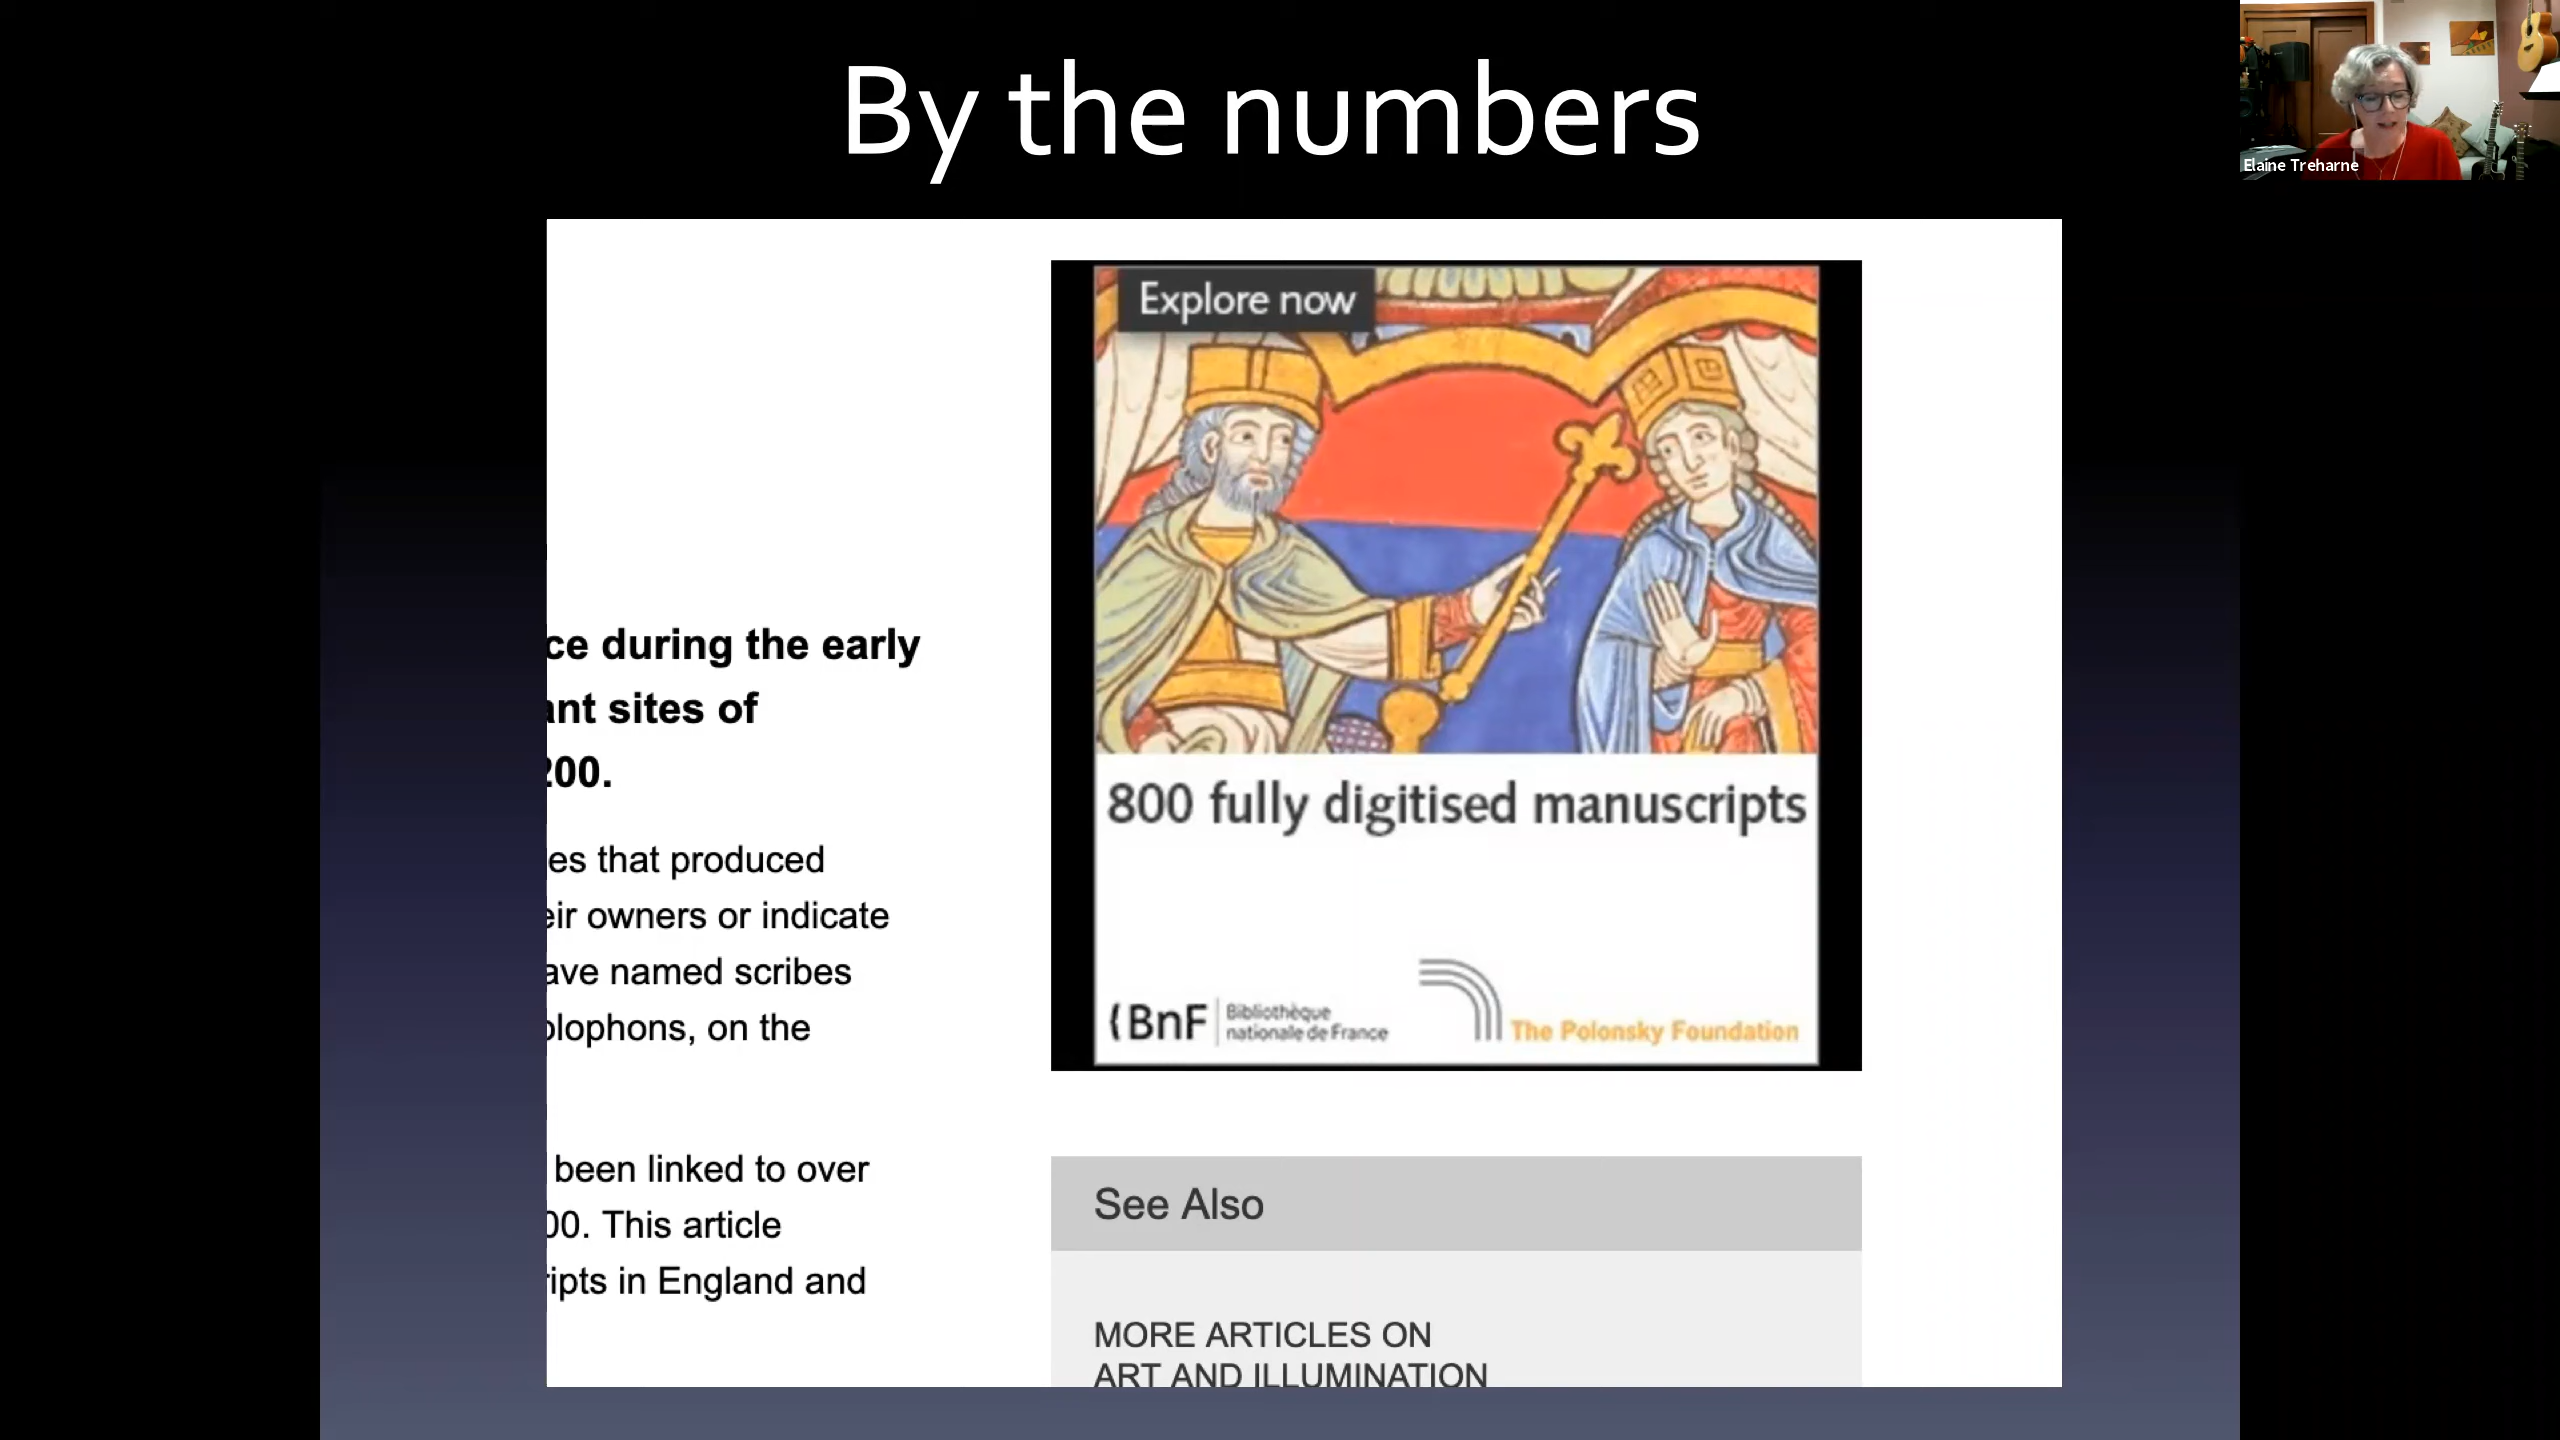 By the numbers
Elaine Treharne
ce during the early
ant sites of
200.
es that produced
eir owners or indicate
ave named scribes
olophons, on the
been linked to over
00. This article
ripts in England and
Explore now
800 fully digitised manuscripts
(BnF Bibliothèque
nationale de France
The Polonsky Foundation
See Also
MORE ARTICLES ON
ART AND ILLUMINATION